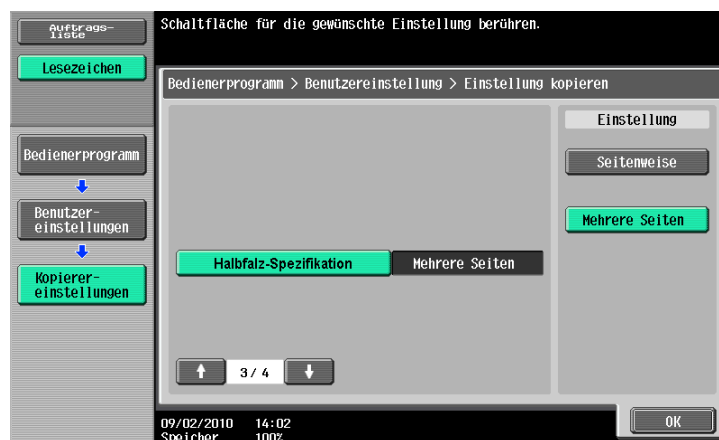 Auftrags-
liste
Lesezeichen
Bedienerprogramm
Benutzer-
einstellungen
Kopierer-
einstellungen
Schaltfläche für die gewünschte Einstellung berühren.
Bedienerprogramm > Benutzereinstellung > Einstellung kopieren
Halbfalz-Spezifikation Mehrere Seiten
3/ 4
Einstellung
Seitenweise
Mehrere Seiten
09/02/2010 14:02
Speicher 100%
OK